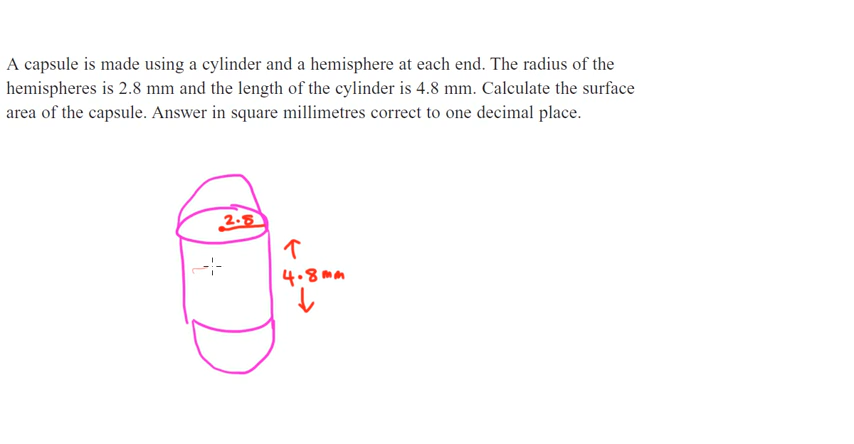 A capsule is made using a cylinder and a hemisphere at each end. The radius of the
hemispheres is 2.8 mm and the length of the cylinder is 4.8 mm. Calculate the surface
area of the capsule. Answer in square millimetres correct to one decimal place.
2.8
4.8 mm